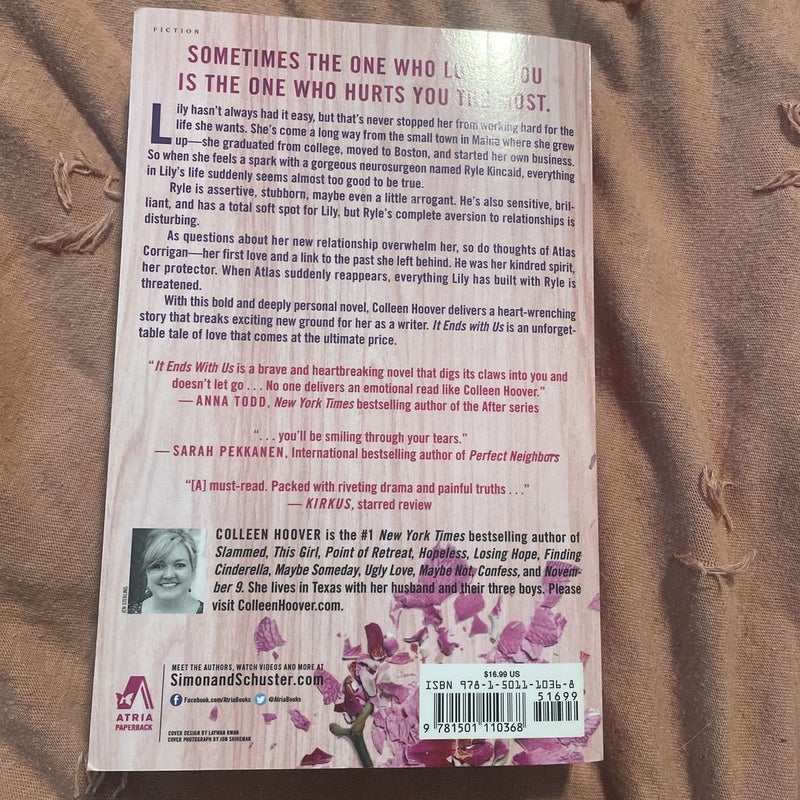 FICTION
SOMETIMES THE ONE WHO LOVES YOU
IS THE ONE WHO HURTS YOU THE MOST.
Lily hasn't always had it easy, but that's never stopped her from working hard for the
life she wants. She's come a long way from the small town in Maine where she grew
up—she graduated from college, moved to Boston, and started her own business.
So when she feels a spark with a gorgeous neurosurgeon named Ryle Kincaid, everything
in Lily's life suddenly seems almost too good to be true.
Ryle is assertive, stubborn, maybe even a little arrogant. He's also sensitive, bril-
liant, and has a total soft spot for Lily, but Ryle's complete aversion to relationships is
disturbing.
As questions about her new relationship overwhelm her, so do thoughts of Atlas
Corrigan—her first love and a link to the past she left behind. He was her kindred spirit,
her protector. When Atlas suddenly reappears, everything Lily has built with Ryle is
threatened.
With this bold and deeply personal novel, Colleen Hoover delivers a heart-wrenching
story that breaks exciting new ground for her as a writer. It Ends with Us is an unforget-
table tale of love that comes at the ultimate price.
"It Ends With Us is a brave and heartbreaking novel that digs its claws into you and
doesn't let go . . . No one delivers an emotional read like Colleen Hoover."
—ANNA TODD, New York Times bestselling author of the After series
". . . you'll be smiling through your tears."
—SARAH PEKKANEN, International bestselling author of Perfect Neighbors
"[A] must-read. Packed with riveting drama and painful truths . . ."
—KIRKUS, starred review
COLLEEN HOOVER is the #1 New York Times bestselling author of
Slammed, This Girl, Point of Retreat, Hopeless, Losing Hope, Finding
Cinderella, Maybe Someday, Ugly Love, Maybe Not, Confess, and Novem-
ber 9. She lives in Texas with her husband and their three boys. Please
visit ColleenHoover.com.
JEN STERLING
MEET THE AUTHORS, WATCH VIDEOS AND MORE AT
SimonandSchuster.com
Facebook.com/AtriaBooks @AtriaBooks
ATRIA
PAPERBACK
COVER DESIGN BY LAYWAN KWAN
COVER PHOTOGRAPH BY JON SHIREMAN
$16.99 US
ISBN 978-1-5011-1036-8
51699
9 781501 110368